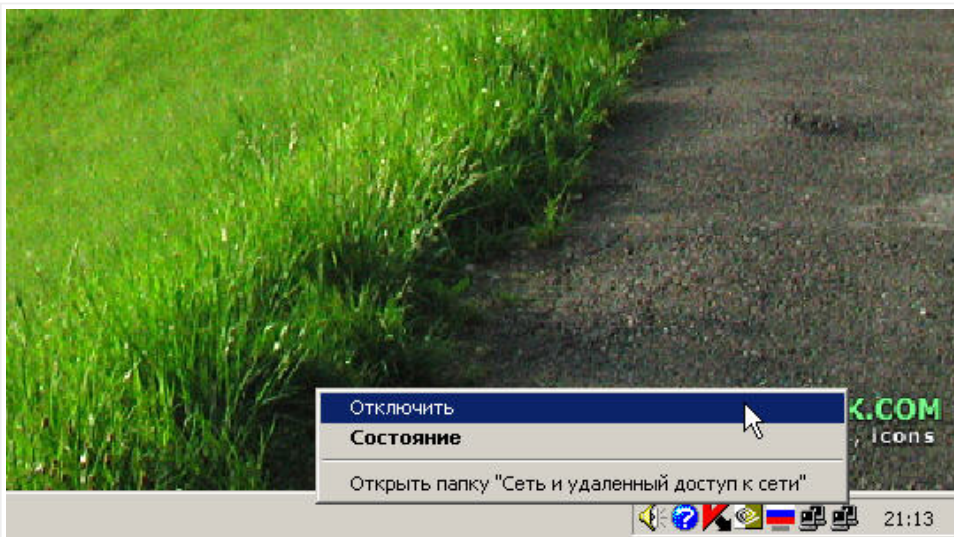 Отключить
K.COM
Состояние
, Icons
Открыть папку "Сеть и удаленный доступ к сети"
21:13